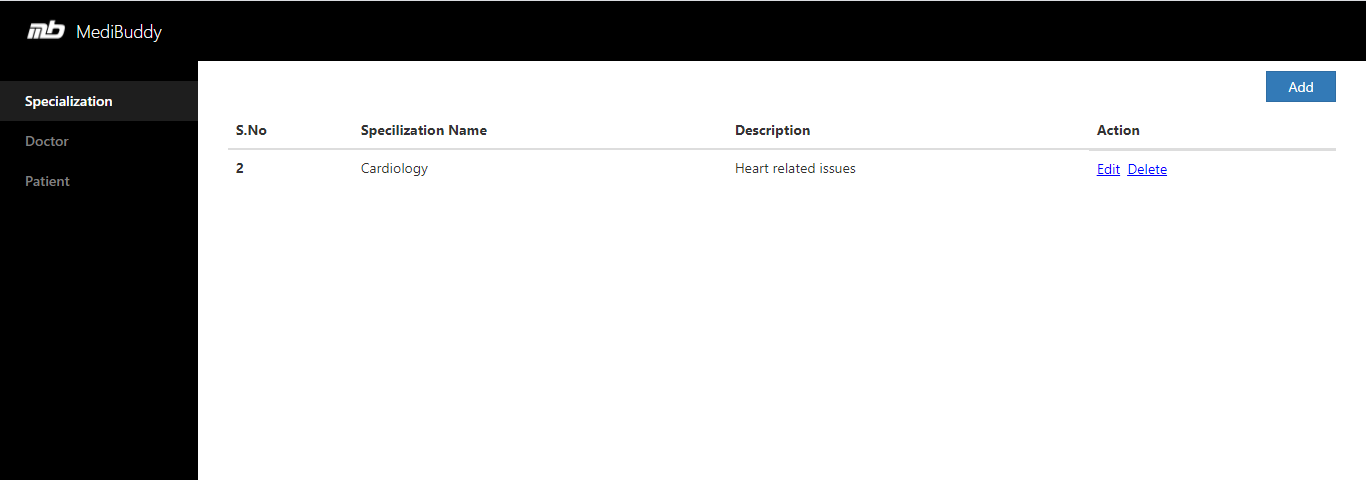 mb MediBuddy
Add
Specialization
Doctor
Patient
S.No Specilization Name Description Action
2 Cardiology Heart related issues Edit Delete